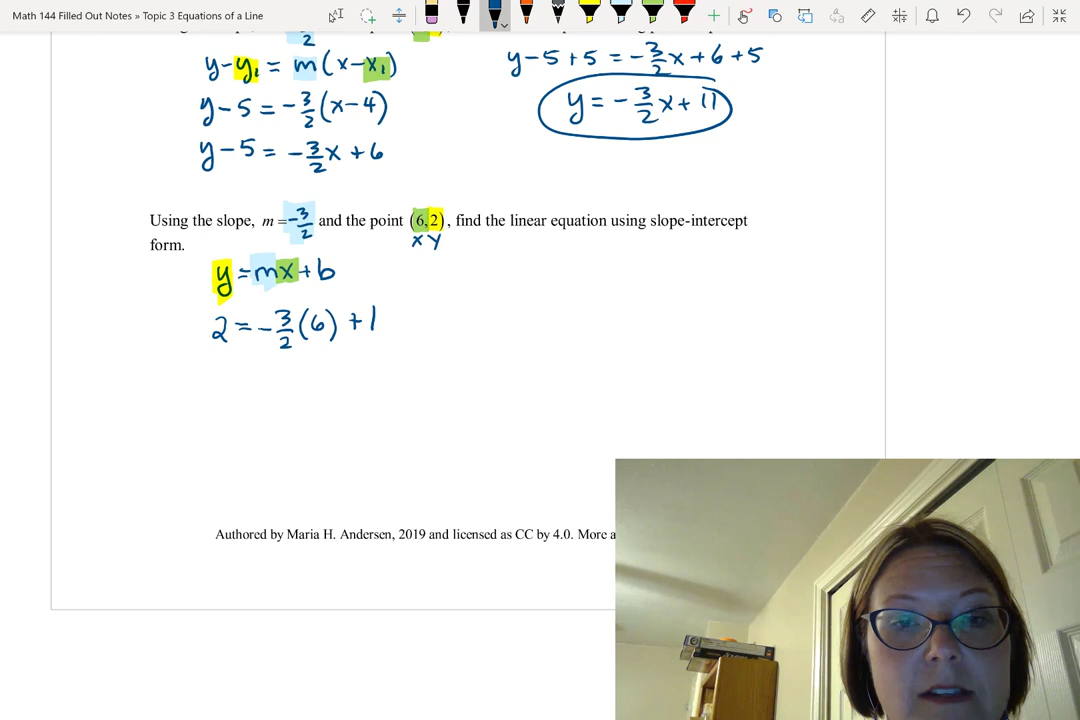 Math 144 Filled Out Notes » Topic 3 Equations of a Line
2
y-y₁ = m(x-x₁)
y-5+5 = -3/2x+6+5
y-5 = -3/2(x-4)
y = -3/2x + 11
y-5 = -3/2x + 6
Using the slope, m = -3/2 and the point (6,2), find the linear equation using slope-intercept
form.
x y
y = mx + b
2 = -3/2(6) + 1
Authored by Maria H. Andersen, 2019 and licensed as CC by 4.0. More a